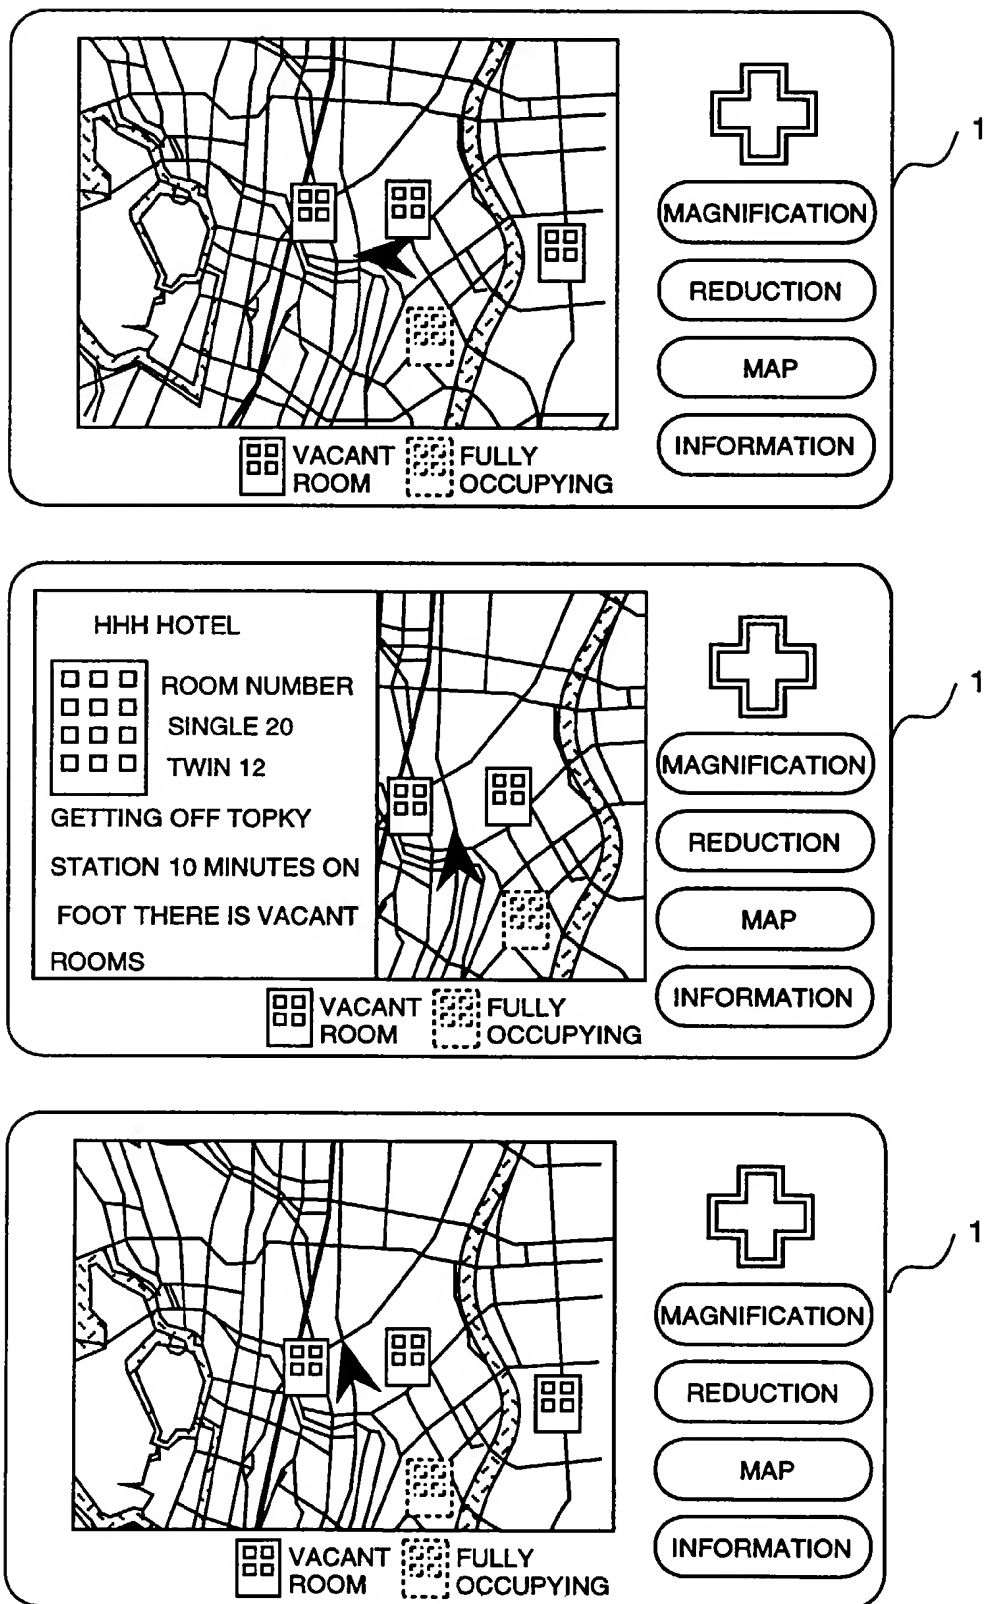 1
MAGNIFICATION
REDUCTION
MAP
INFORMATION
VACANT
ROOM
FULLY
OCCUPYING
HHH HOTEL
ROOM NUMBER
SINGLE 20
TWIN 12
GETTING OFF TOPKY
STATION 10 MINUTES ON
FOOT THERE IS VACANT
ROOMS
1
MAGNIFICATION
REDUCTION
MAP
INFORMATION
VACANT
ROOM
FULLY
OCCUPYING
1
MAGNIFICATION
REDUCTION
MAP
INFORMATION
VACANT
ROOM
FULLY
OCCUPYING